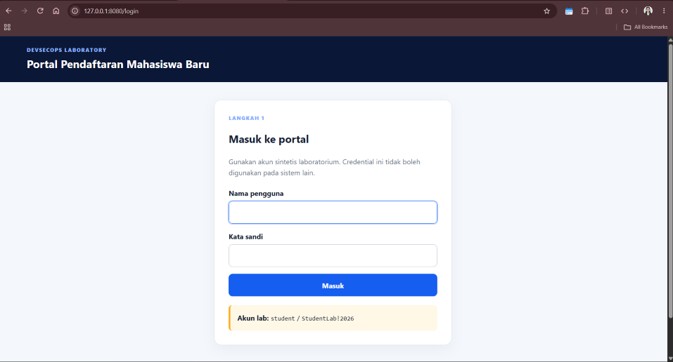 127.0.0.1:8080/login
All Bookmarks
DEVSECOPS LABORATORY
Portal Pendaftaran Mahasiswa Baru
LANGKAH 1
Masuk ke portal
Gunakan akun sintetis laboratorium. Credential ini tidak boleh
digunakan pada sistem lain.
Nama pengguna
Kata sandi
Masuk
Akun lab: student / StudentLab!2026